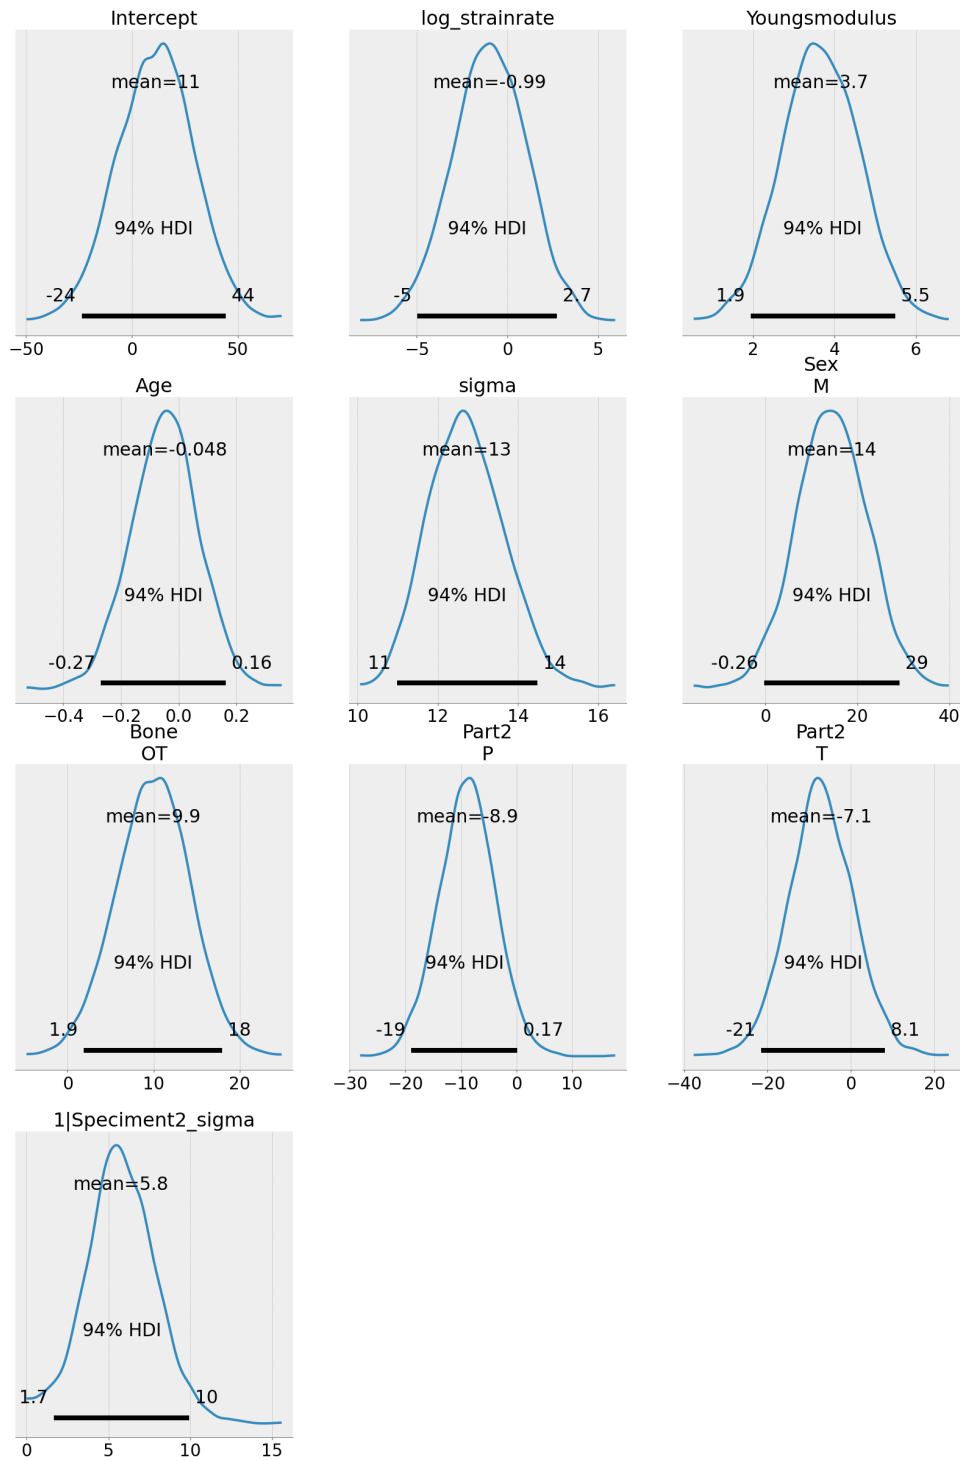 Intercept
mean=11
94% HDI
-24 44
−50 0 50
log_strainrate
mean=-0.99
94% HDI
-5 2.7
−5 0 5
Youngsmodulus
mean=3.7
94% HDI
1.9 5.5
2 4 6
Age
mean=-0.048
94% HDI
-0.27 0.16
−0.4 −0.2 0.0 0.2
sigma
mean=13
94% HDI
11 14
10 12 14 16
Sex
M
mean=14
94% HDI
-0.26 29
0 20 40
Bone
OT
mean=9.9
94% HDI
1.9 18
0 10 20
Part2
P
mean=-8.9
94% HDI
-19 0.17
−30 −20 −10 0 10
Part2
T
mean=-7.1
94% HDI
-21 8.1
−40 −20 0 20
1|Speciment2_sigma
mean=5.8
94% HDI
1.7 10
0 5 10 15